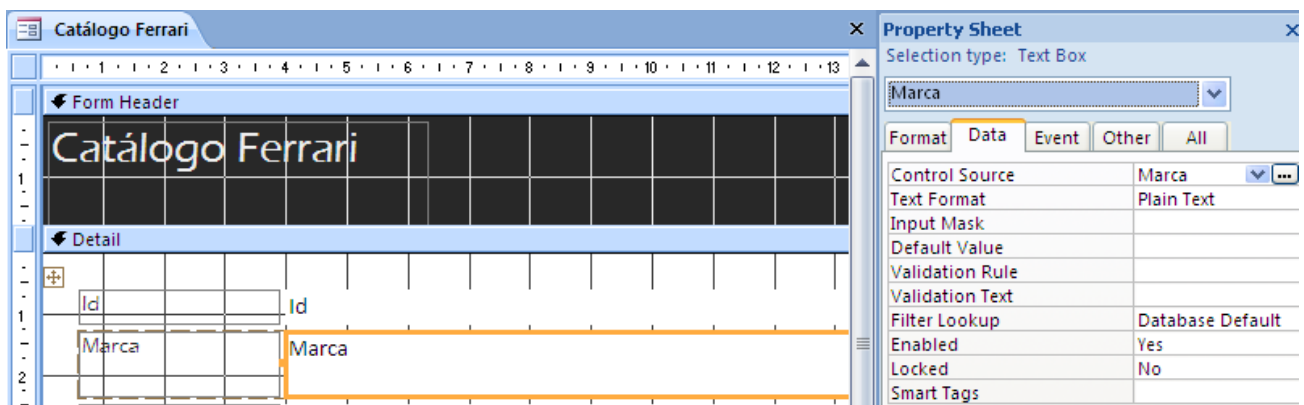 Catálogo Ferrari
1 2 3 4 5 6 7 8 9 10 11 12 13
Form Header
Catálogo Ferrari
1
Detail
Id Id
1
Marca Marca
2
Property Sheet
Selection type: Text Box
Marca
Format Data Event Other All
Control Source Marca
Text Format Plain Text
Input Mask
Default Value
Validation Rule
Validation Text
Filter Lookup Database Default
Enabled Yes
Locked No
Smart Tags